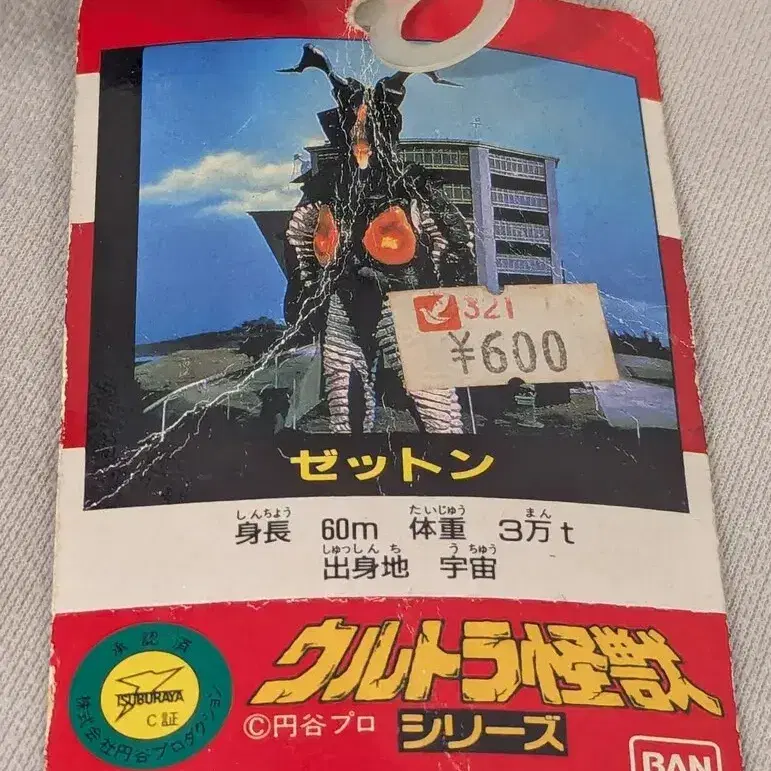 321
¥600
ゼットン
しんちょう たいじゅう まん
身長 60m 体重 3万t
しゅっしんち うちゅう
出身地 宇宙
承認済
TSUBURAYA
C証
株式会社円谷プロダクション
ウルトラ怪獣
©円谷プロ シリーズ
BAN